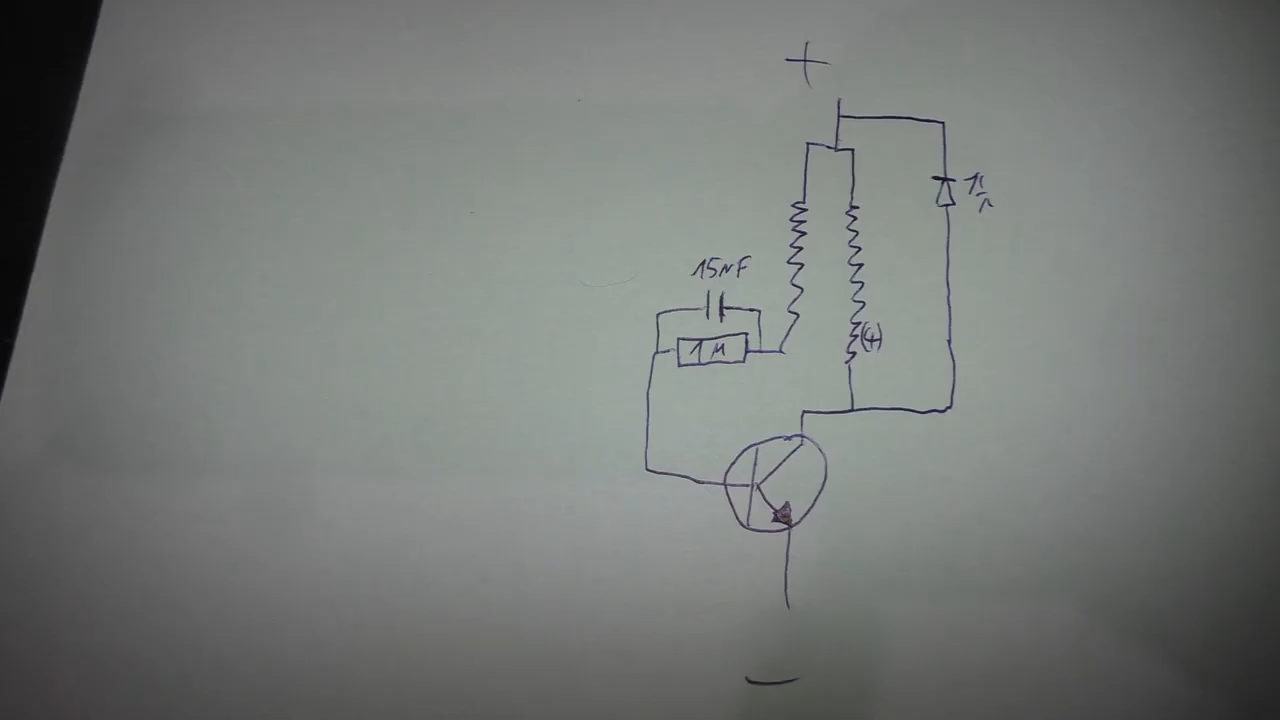 +
15NF
1M
(+)
–